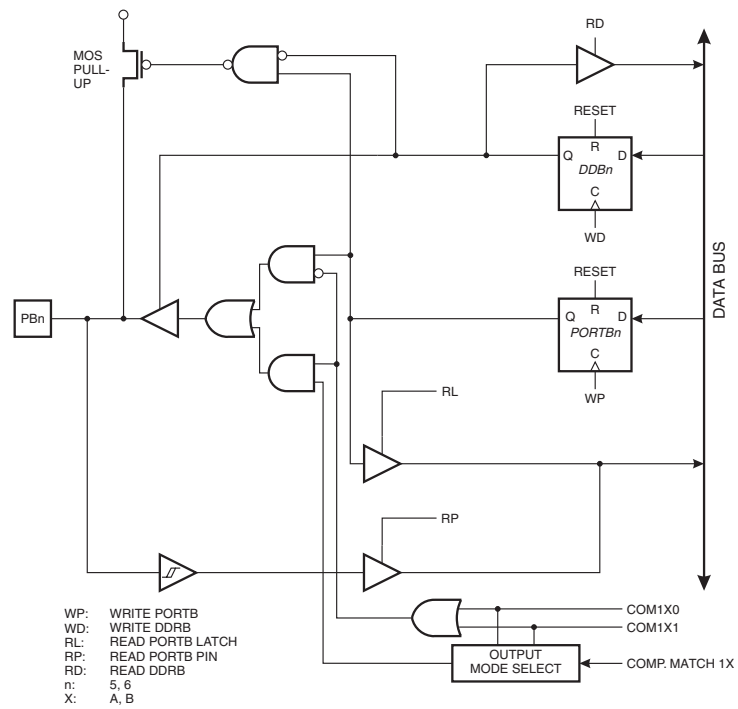 RD
MOS
PULL-
UP
RESET
R
Q
D
DDBn
C
WD
DATA BUS
RESET
R
Q
D
PORTBn
C
WP
PBn
RL
RP
WP: WRITE PORTB
WD: WRITE DDRB
RL: READ PORTB LATCH
RP: READ PORTB PIN
RD: READ DDRB
n: 5, 6
X: A, B
COM1X0
COM1X1
OUTPUT
MODE SELECT
COMP. MATCH 1X